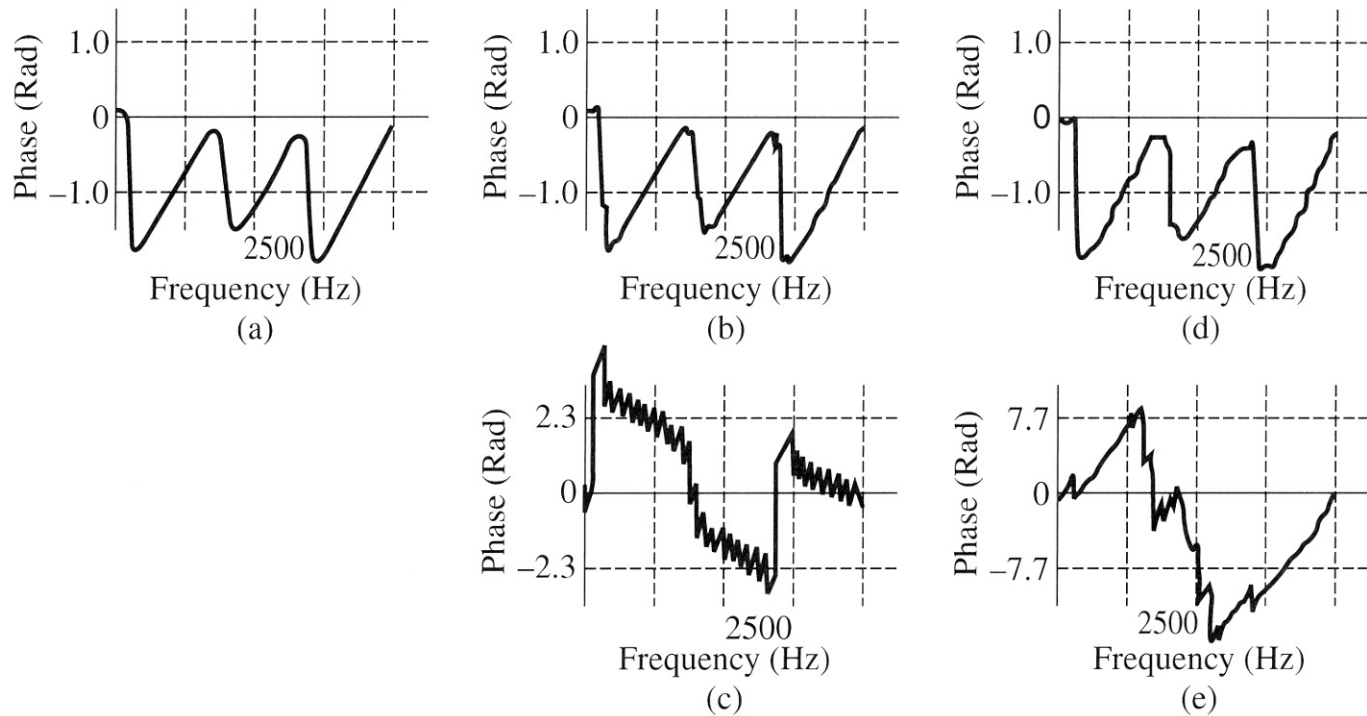 Phase (Rad)
1.0
0
−1.0
2500
Frequency (Hz)
(a)
Phase (Rad)
1.0
0
−1.0
2500
Frequency (Hz)
(b)
Phase (Rad)
1.0
0
−1.0
2500
Frequency (Hz)
(d)
Phase (Rad)
2.3
0
−2.3
2500
Frequency (Hz)
(c)
Phase (Rad)
7.7
0
−7.7
2500
Frequency (Hz)
(e)